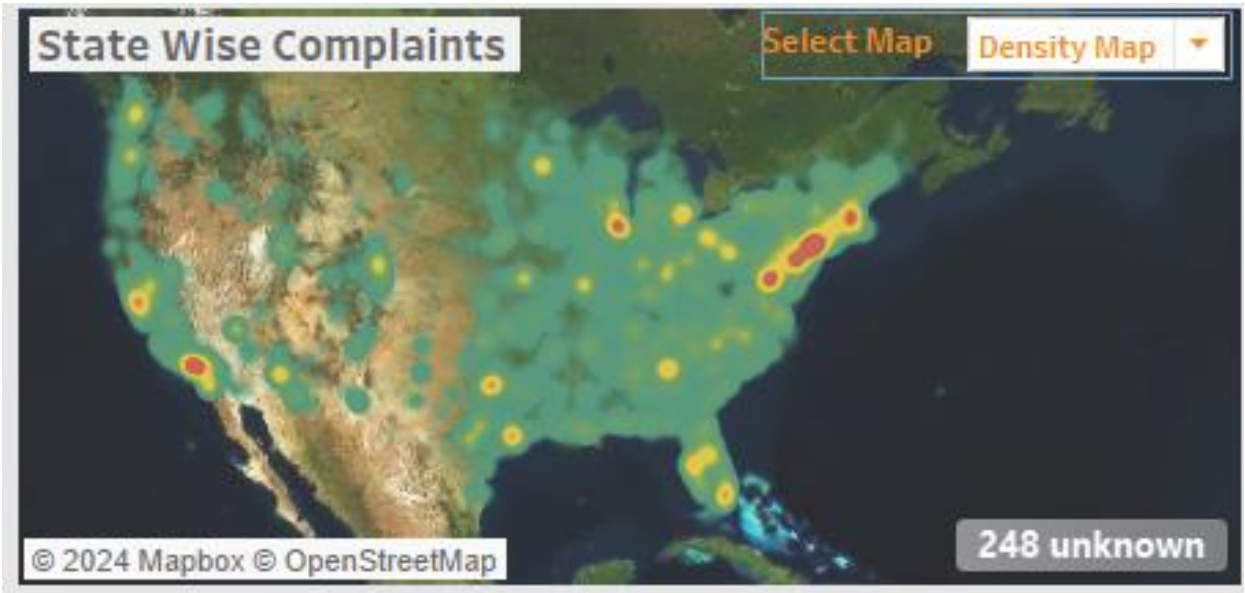 State Wise Complaints
Select Map
Density Map
© 2024 Mapbox © OpenStreetMap
248 unknown